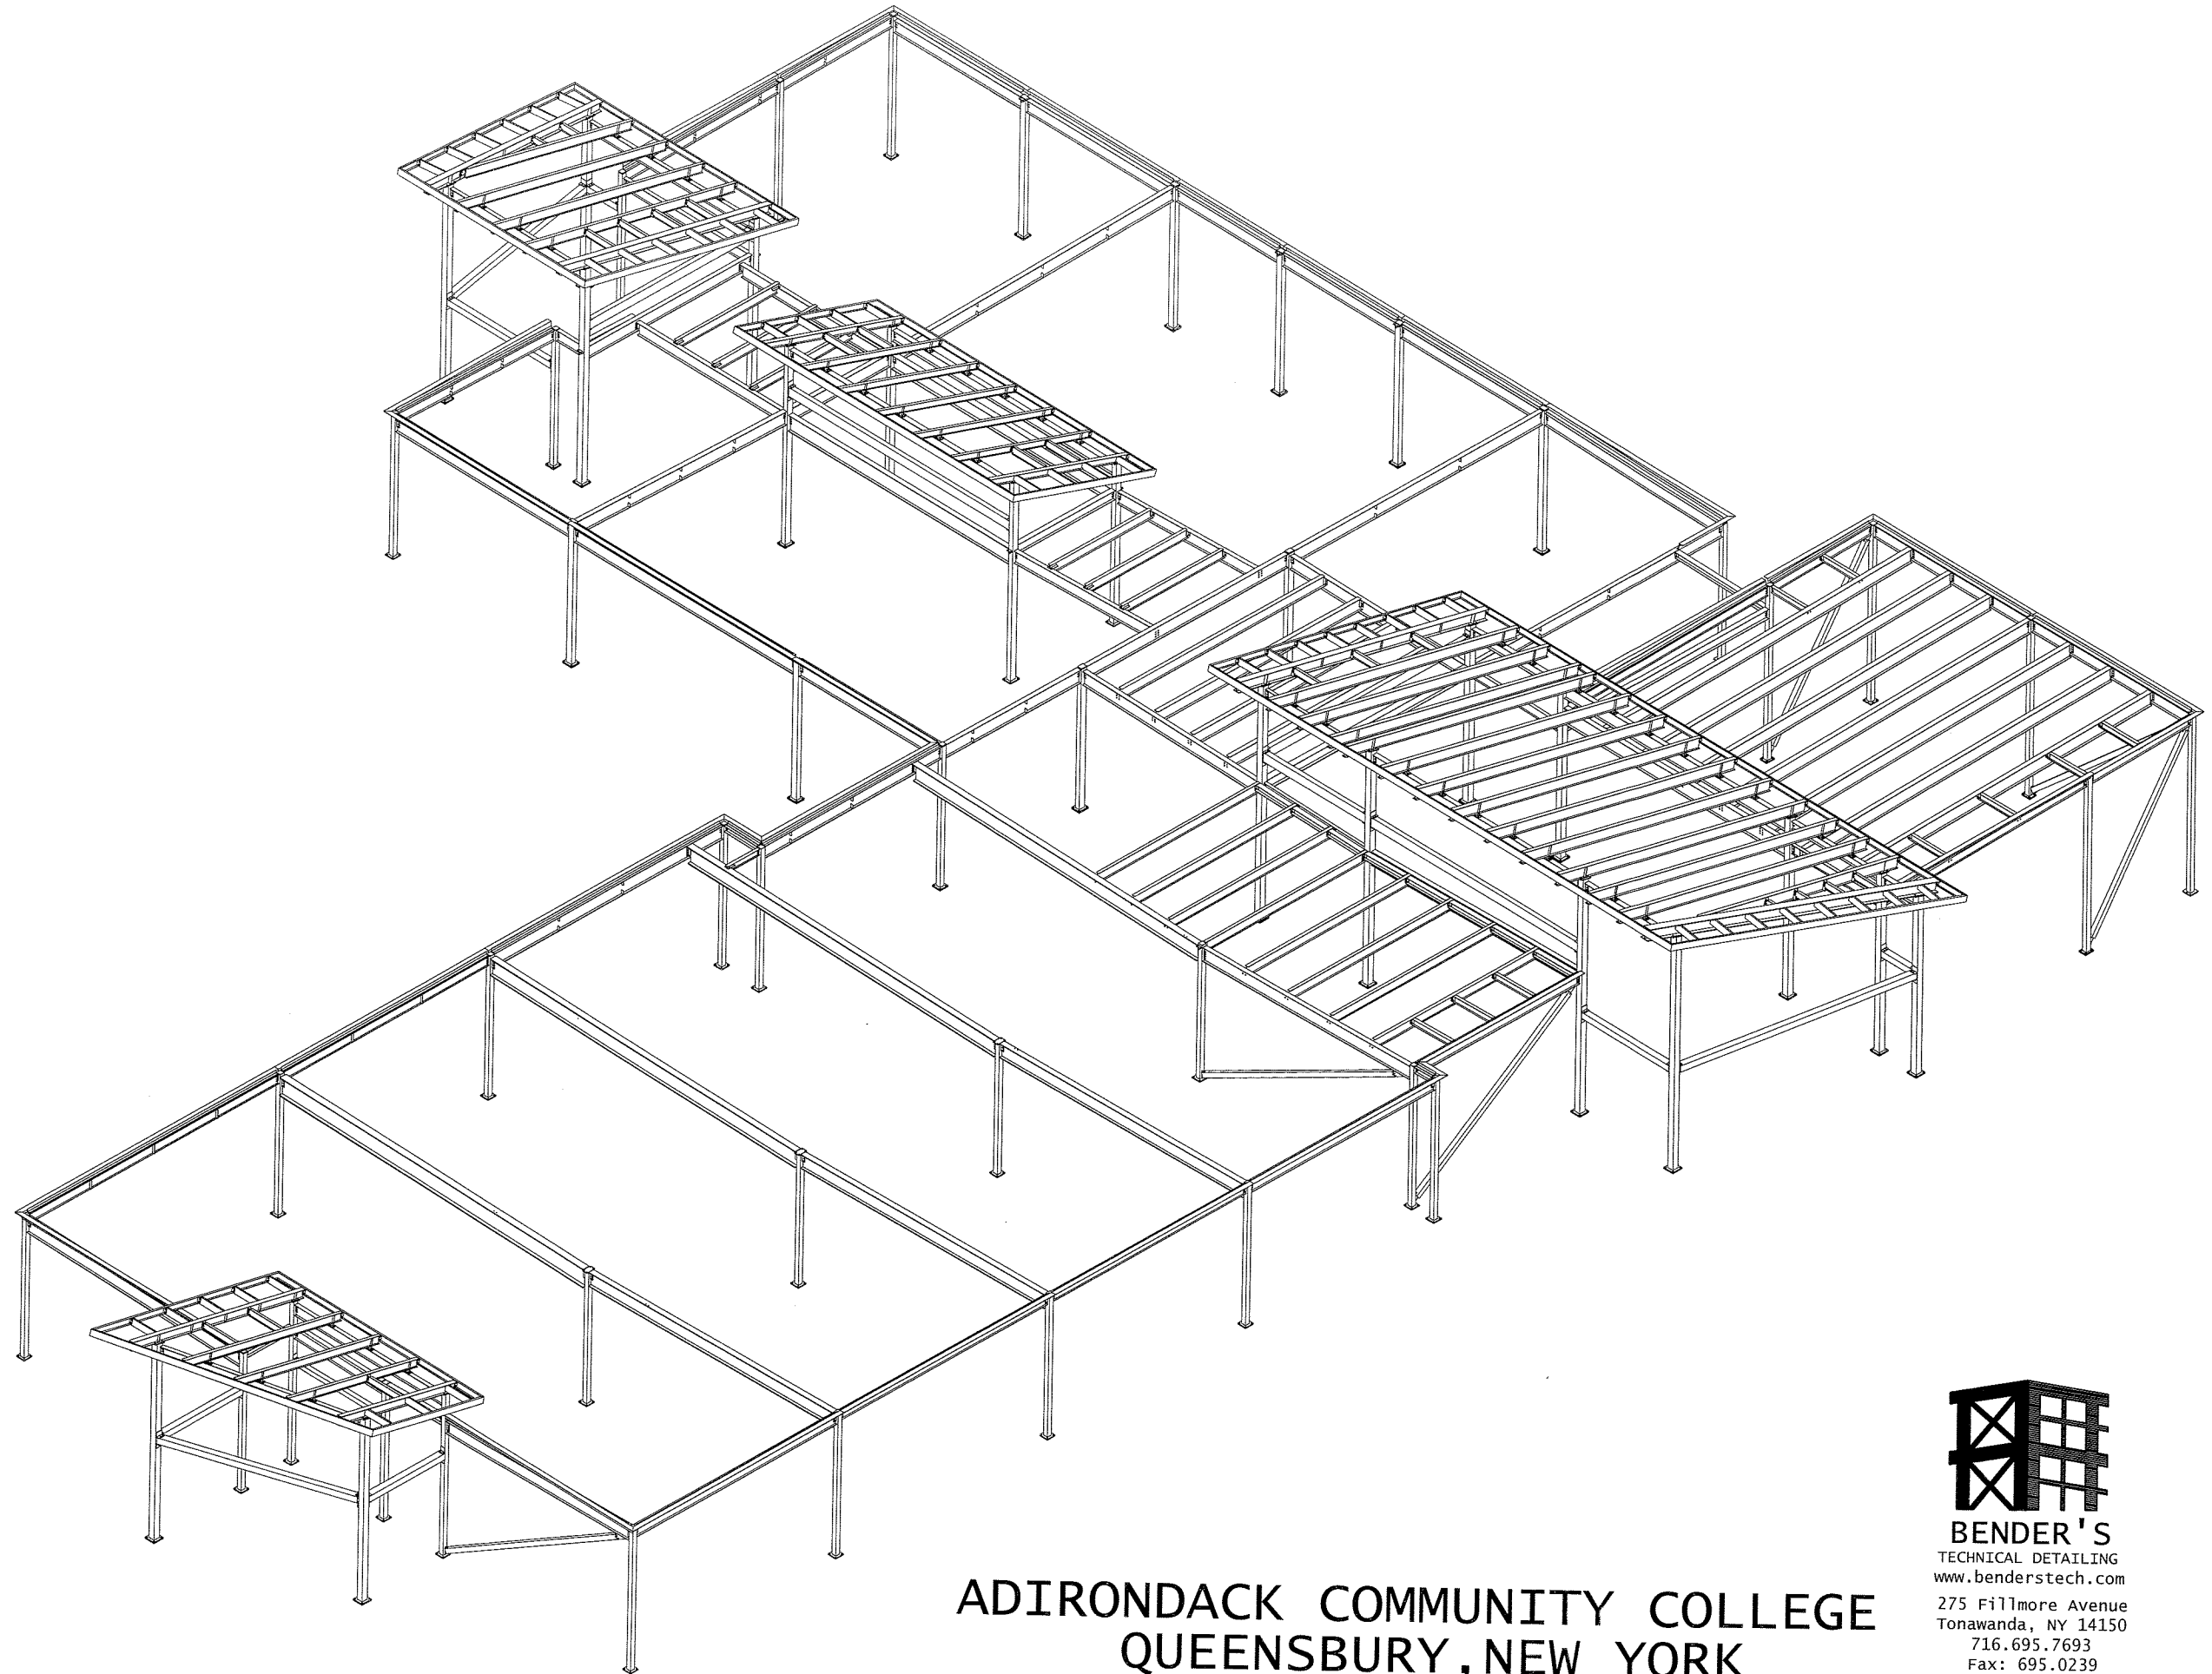 ADIRONDACK COMMUNITY COLLEGE
QUEENSBURY, NEW YORK
BENDER'S
TECHNICAL DETAILING
www.benderstech.com
275 Fillmore Avenue
Tonawanda, NY 14150
716.695.7693
Fax: 695.0239